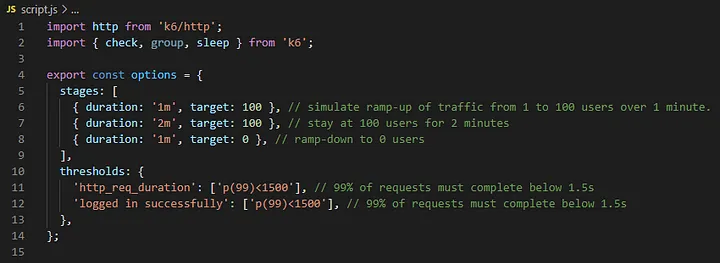 JS script.js > ...
1 import http from 'k6/http';
2 import { check, group, sleep } from 'k6';
3
4 export const options = {
5   stages: [
6     { duration: '1m', target: 100 }, // simulate ramp-up of traffic from 1 to 100 users over 1 minute.
7     { duration: '2m', target: 100 }, // stay at 100 users for 2 minutes
8     { duration: '1m', target: 0 }, // ramp-down to 0 users
9   ],
10   thresholds: {
11     'http_req_duration': ['p(99)<1500'], // 99% of requests must complete below 1.5s
12     'logged in successfully': ['p(99)<1500'], // 99% of requests must complete below 1.5s
13   },
14 };
15